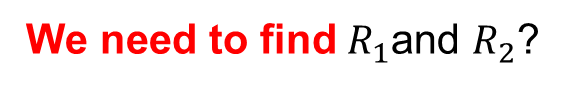 We need to find R₁and R₂?